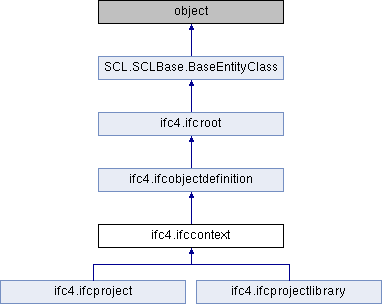 object
SCL.SCLBase.BaseEntityClass
ifc4.ifcroot
ifc4.ifcobjectdefinition
ifc4.ifccontext
ifc4.ifcproject
ifc4.ifcprojectlibrary